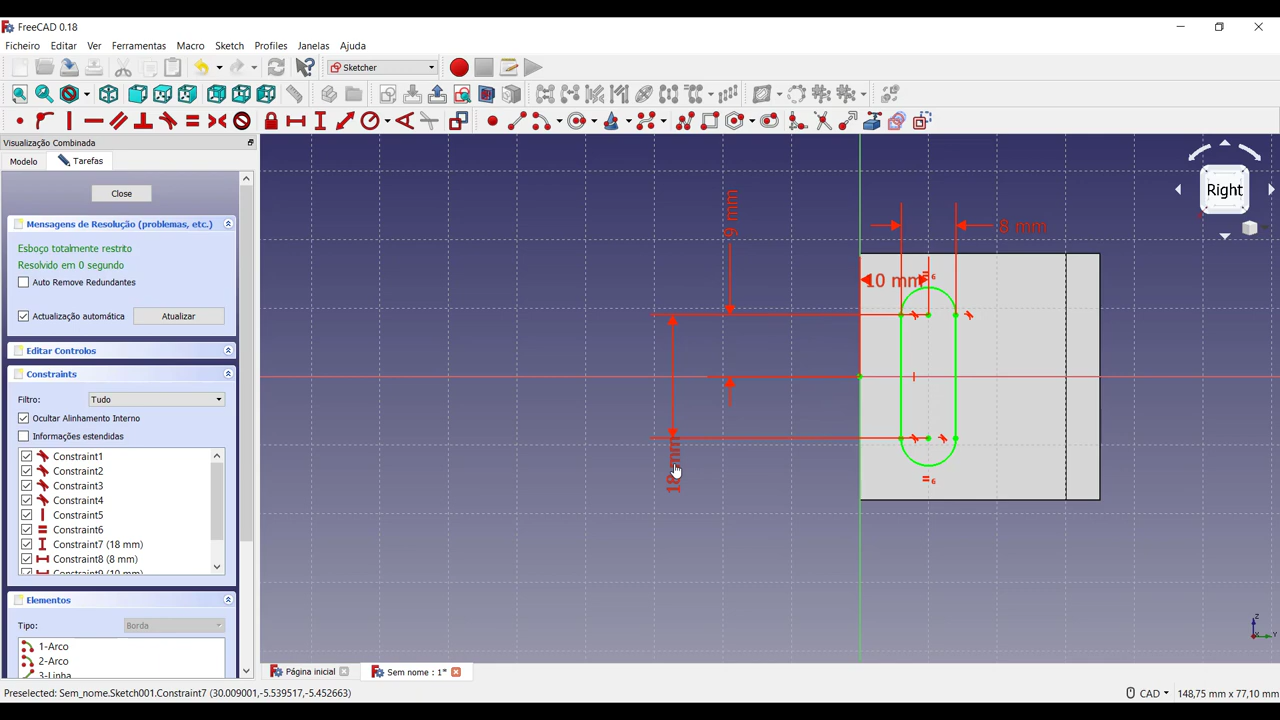 FreeCAD 0.18
Ficheiro Editar Ver Ferramentas Macro Sketch Profiles Janelas Ajuda
Sketcher
Visualização Combinada
Modelo Tarefas
Close
Mensagens de Resolução (problemas, etc.)
Esboço totalmente restrito
Resolvido em 0 segundo
Auto Remove Redundantes
Actualização automática Atualizar
Editar Controlos
Constraints
Filtro: Tudo
Ocultar Alinhamento Interno
Informações estendidas
Constraint1
Constraint2
Constraint3
Constraint4
Constraint5
Constraint6
Constraint7 (18 mm)
Constraint8 (8 mm)
Constraint9 (10 mm)
Elementos
Tipo: Borda
1-Arco
2-Arco
3-Linha
9 mm
8 mm
10 mm
6
18 mm
6
Right
Z
Y
Página inicial Sem nome : 1*
Preselected: Sem_nome.Sketch001.Constraint7 (30.009001,-5.539517,-5.452663) CAD 148,75 mm x 77,10 mm